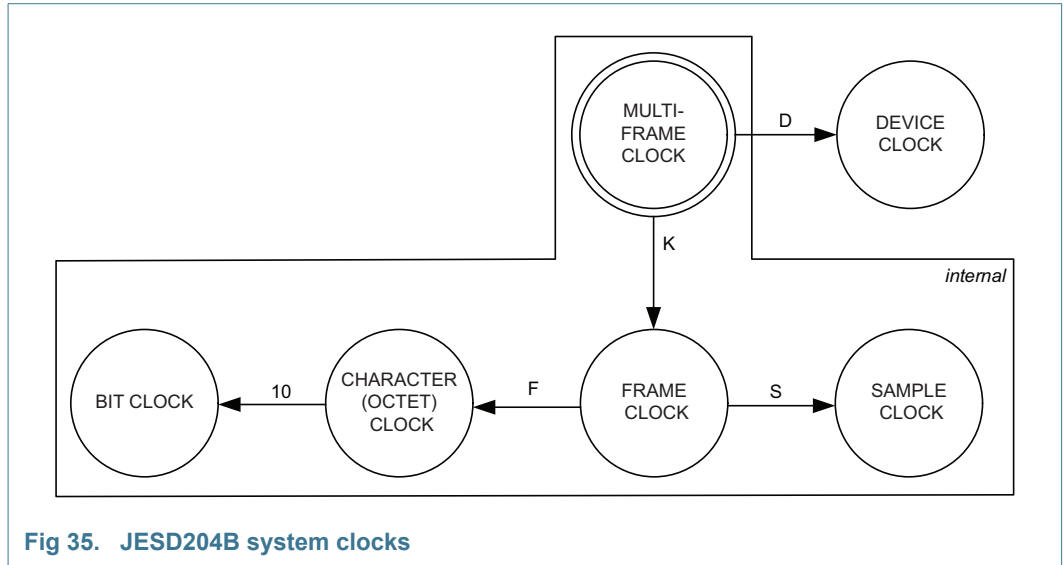 MULTI-
FRAME
CLOCK
D
DEVICE
CLOCK
K
internal
BIT CLOCK
10
CHARACTER
(OCTET)
CLOCK
F
FRAME
CLOCK
S
SAMPLE
CLOCK
Fig 35. JESD204B system clocks